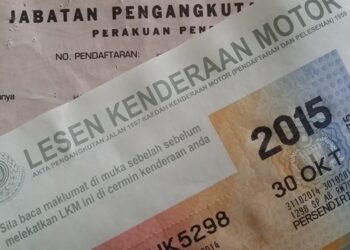 JABATAN PENGANGKUT
PERAKUAN PEN
NO. PENDAFTARAN:
LESEN KENDERAAN MOTOR
AKTA PENGANGKUTAN JALAN 1987 KAEDAH KENDERAAN MOTOR (PENDAFTARAN DAN PELESENAN) 1959
Sila baca maklumat di muka sebelah sebelum
melekatkan LKM ini di cermin kenderaan anda
2015
30 OKT
31102014
PERSENDIRI
5298